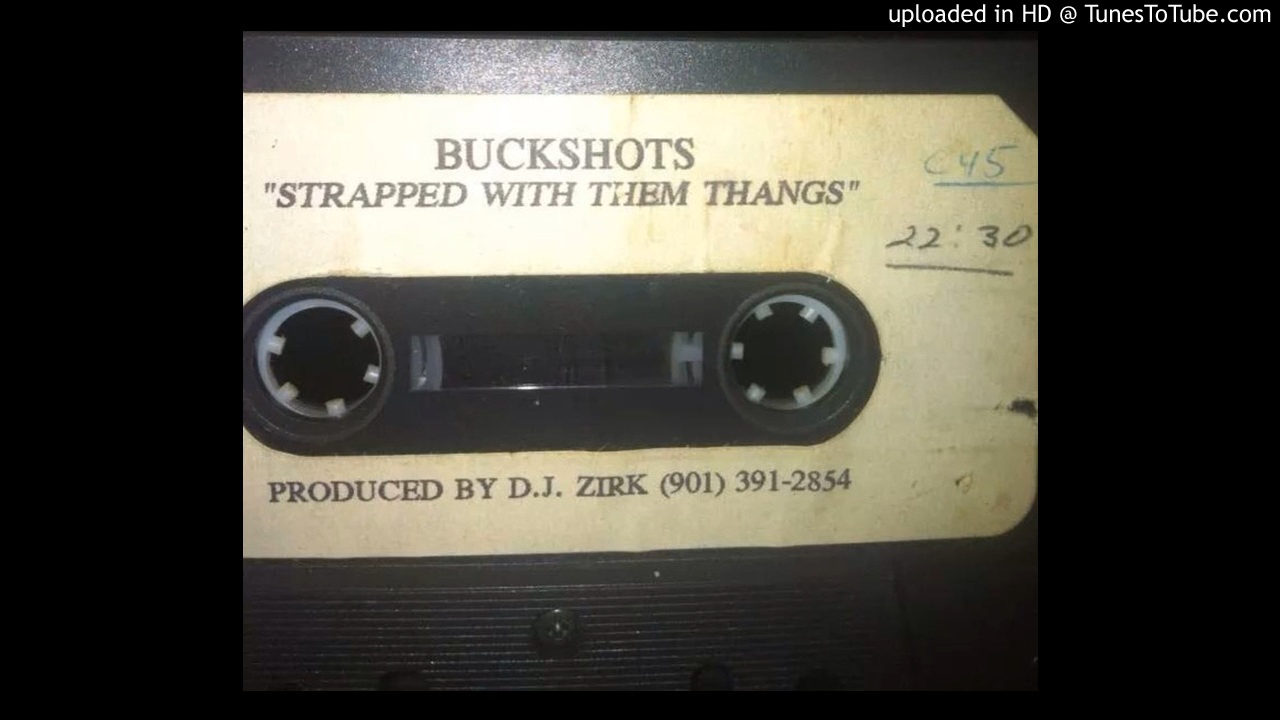 uploaded in HD @ TunesToTube.com
BUCKSHOTS
"STRAPPED WITH THEM THANGS"
C45
22:30
PRODUCED BY D.J. ZIRK (901) 391-2854